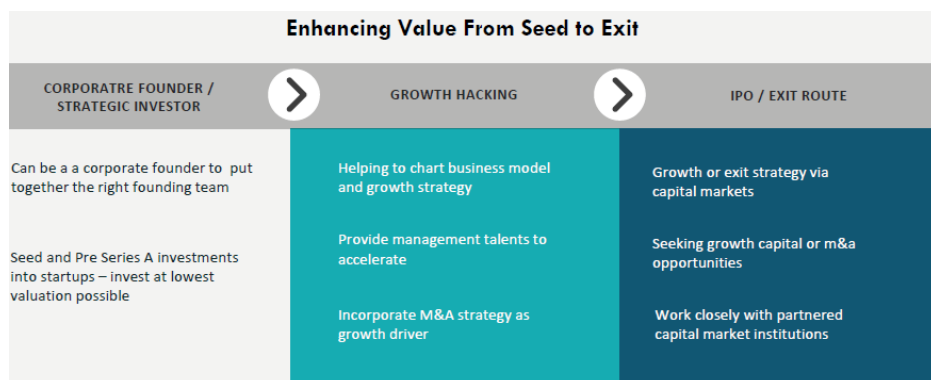 Enhancing Value From Seed to Exit
CORPORATRE FOUNDER /
STRATEGIC INVESTOR
GROWTH HACKING
IPO / EXIT ROUTE
Can be a a corporate founder to put
together the right founding team
Seed and Pre Series A investments
into startups – invest at lowest
valuation possible
Helping to chart business model
and growth strategy
Provide management talents to
accelerate
Incorporate M&A strategy as
growth driver
Growth or exit strategy via
capital markets
Seeking growth capital or m&a
opportunities
Work closely with partnered
capital market institutions